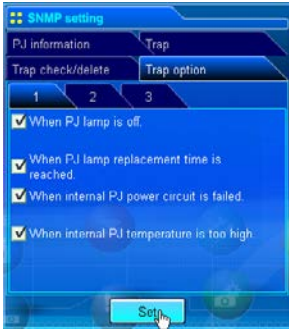 SNMP setting
PJ information Trap
Trap check/delete Trap option
1 2 3
When PJ lamp is off.
When PJ lamp replacement time is
reached.
When internal PJ power circuit is failed.
When internal PJ temperature is too high.
Set